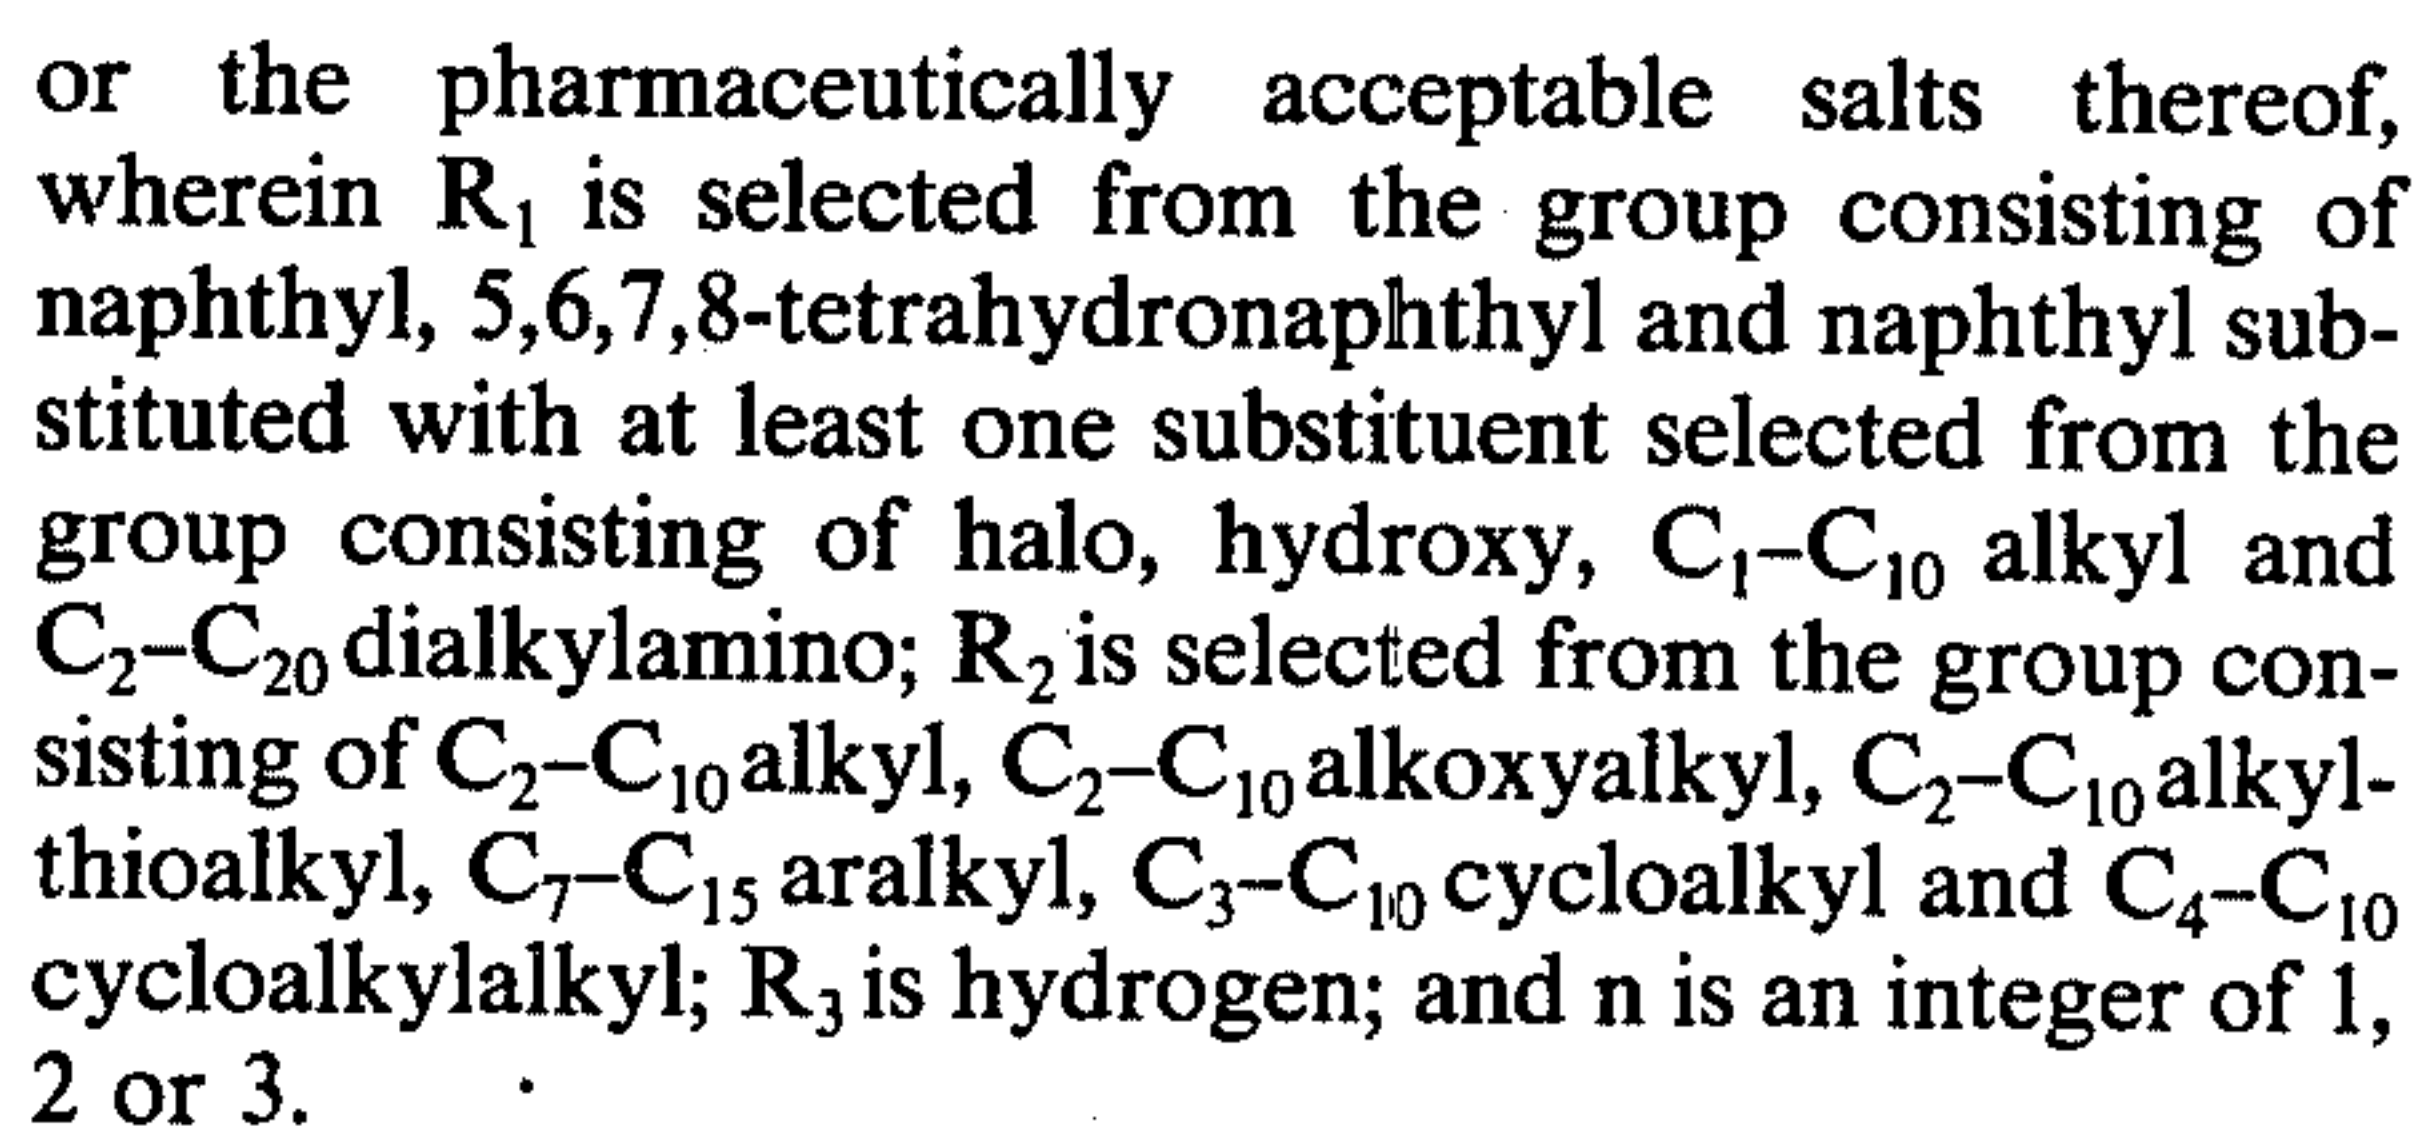 or the pharmaceutically acceptable salts thereof,
wherein R₁ is selected from the group consisting of
naphthyl, 5,6,7,8-tetrahydronaphthyl and naphthyl sub-
stituted with at least one substituent selected from the
group consisting of halo, hydroxy, C₁–C₁₀ alkyl and
C₂–C₂₀ dialkylamino; R₂ is selected from the group con-
sisting of C₂–C₁₀ alkyl, C₂–C₁₀ alkoxyalkyl, C₂–C₁₀ alkyl-
thioalkyl, C₇–C₁₅ aralkyl, C₃–C₁₀ cycloalkyl and C₄–C₁₀
cycloalkylalkyl; R₃ is hydrogen; and n is an integer of 1,
2 or 3.